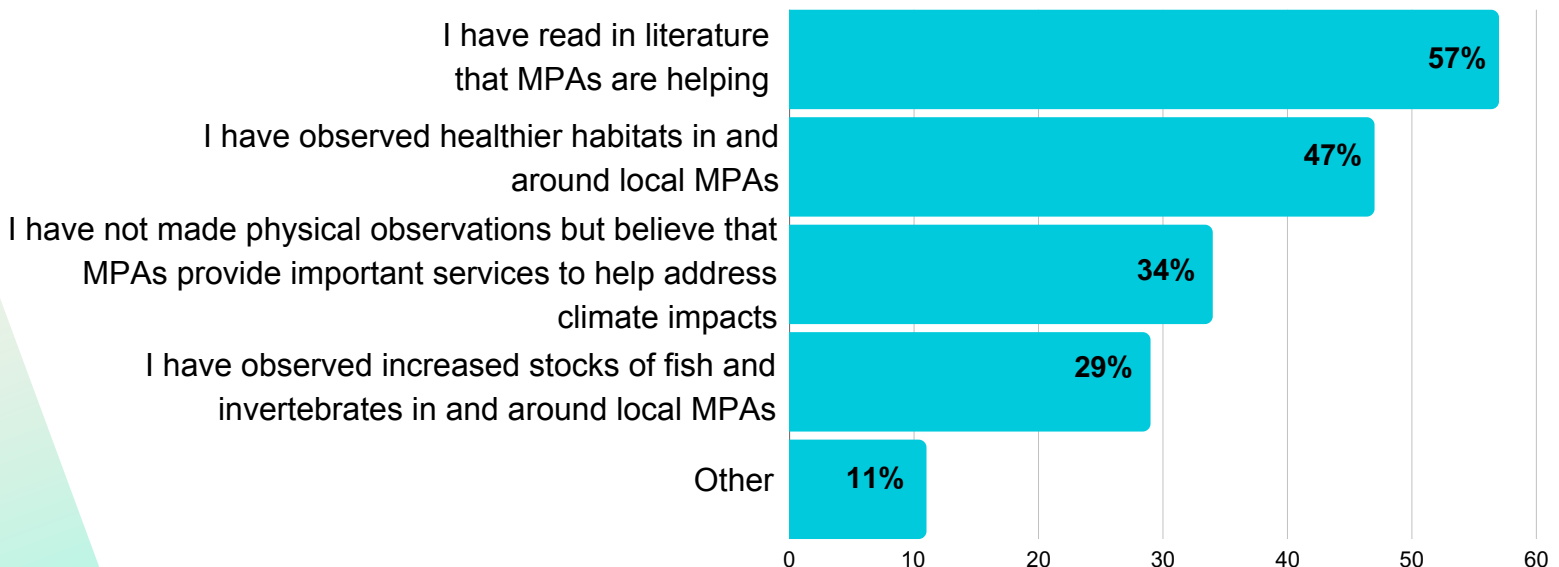 I have read in literature
that MPAs are helping
57%
I have observed healthier habitats in and
around local MPAs
47%
I have not made physical observations but believe that
MPAs provide important services to help address
climate impacts
34%
I have observed increased stocks of fish and
invertebrates in and around local MPAs
29%
Other
11%
0 10 20 30 40 50 60